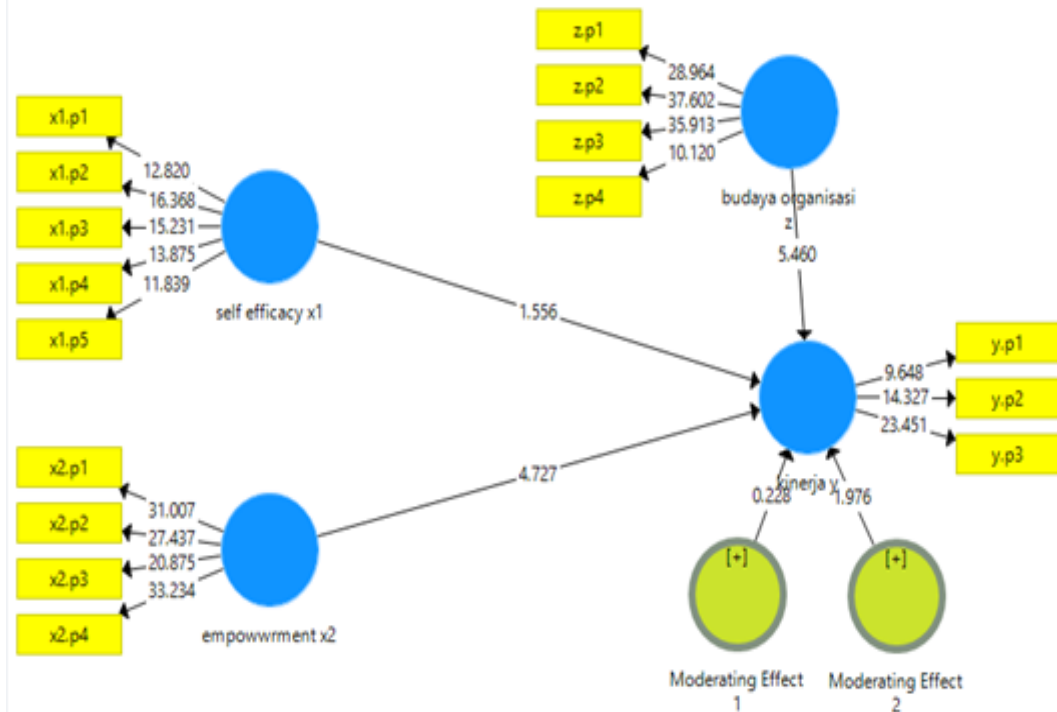 z.p1
z.p2
z.p3
z.p4
28.964
37.602
35.913
10.120
budaya organisasi
z
5.460
x1.p1
x1.p2
x1.p3
x1.p4
x1.p5
12.820
16.368
15.231
13.875
11.839
self efficacy x1
1.556
x2.p1
x2.p2
x2.p3
x2.p4
31.007
27.437
20.875
33.234
empowwrment x2
4.727
kinerja y
9.648
14.327
23.451
y.p1
y.p2
y.p3
0.228
1.976
[+]
Moderating Effect
1
[+]
Moderating Effect
2